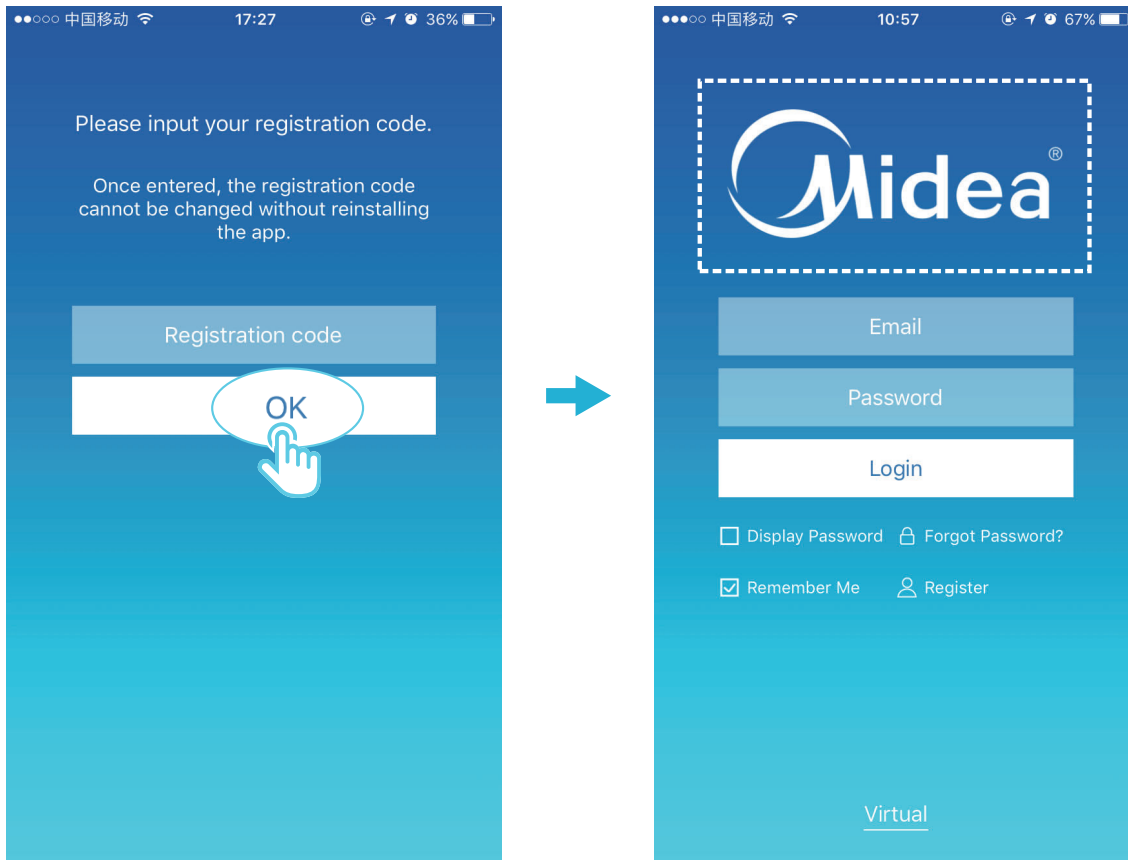 中国移动 17:27 36%
Please input your registration code.
Once entered, the registration code
cannot be changed without reinstalling
the app.
Registration code
OK
中国移动 10:57 67%
Midea®
Email
Password
Login
Display Password Forgot Password?
Remember Me Register
Virtual